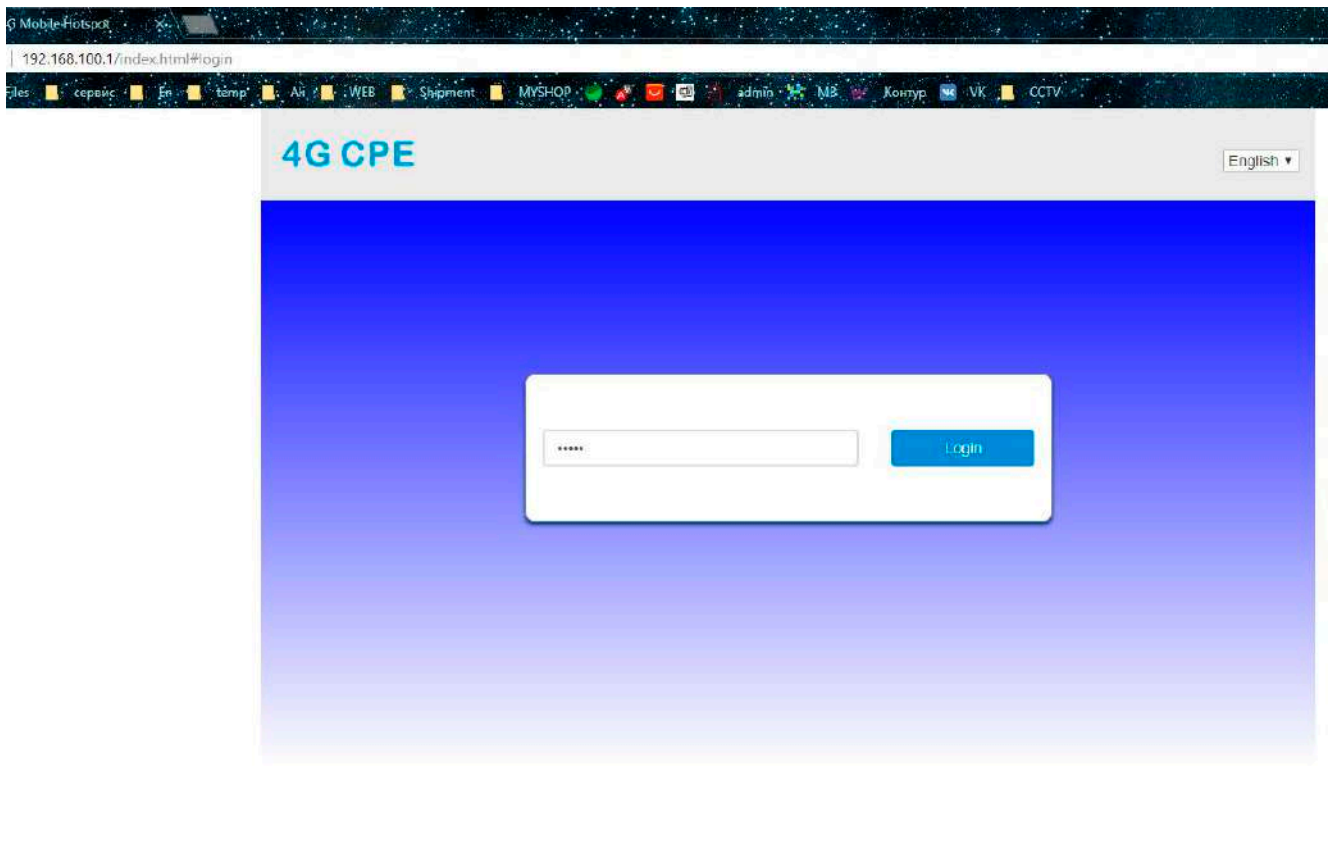 G Mobile Hotspot
192.168.100.1/index.html#login
Files сервис En temp Ali WEB Shipment MYSHOP admin MB Контур VK CCTV
4G CPE
English
Login